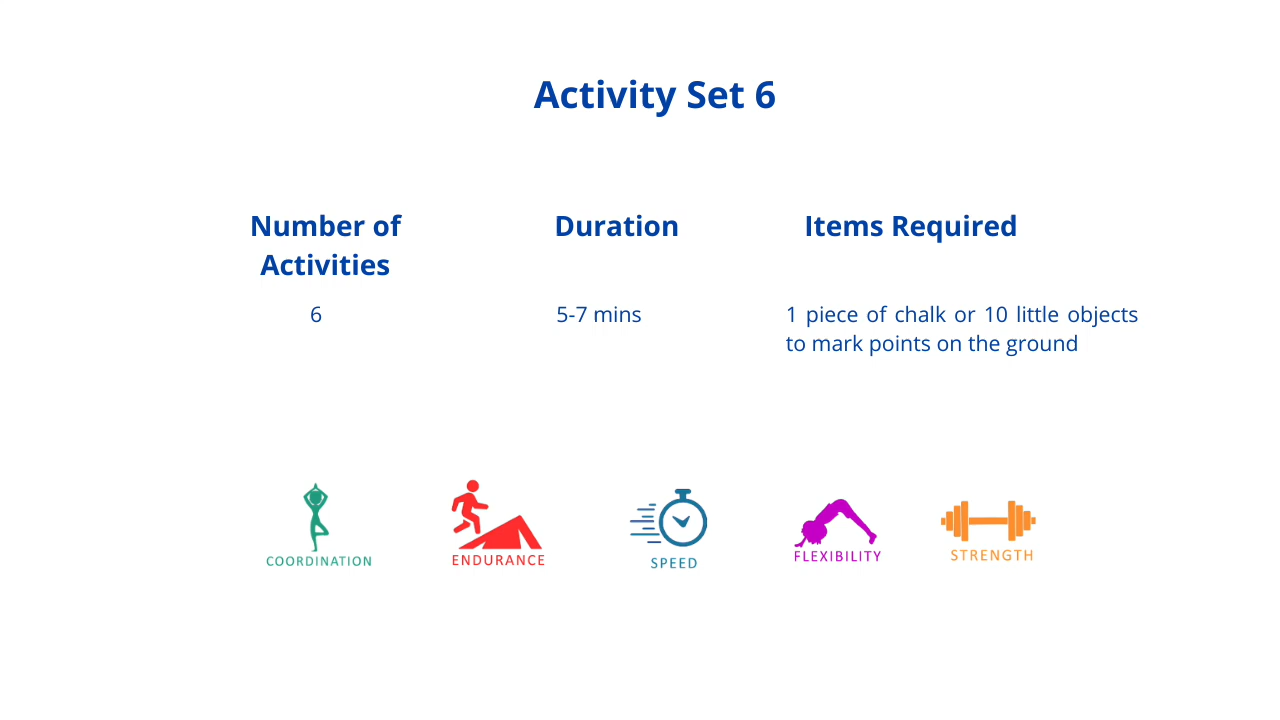 Activity Set 6
Number of
Activities
Duration
Items Required
6
5-7 mins
1 piece of chalk or 10 little objects
to mark points on the ground
COORDINATION
ENDURANCE
SPEED
FLEXIBILITY
STRENGTH